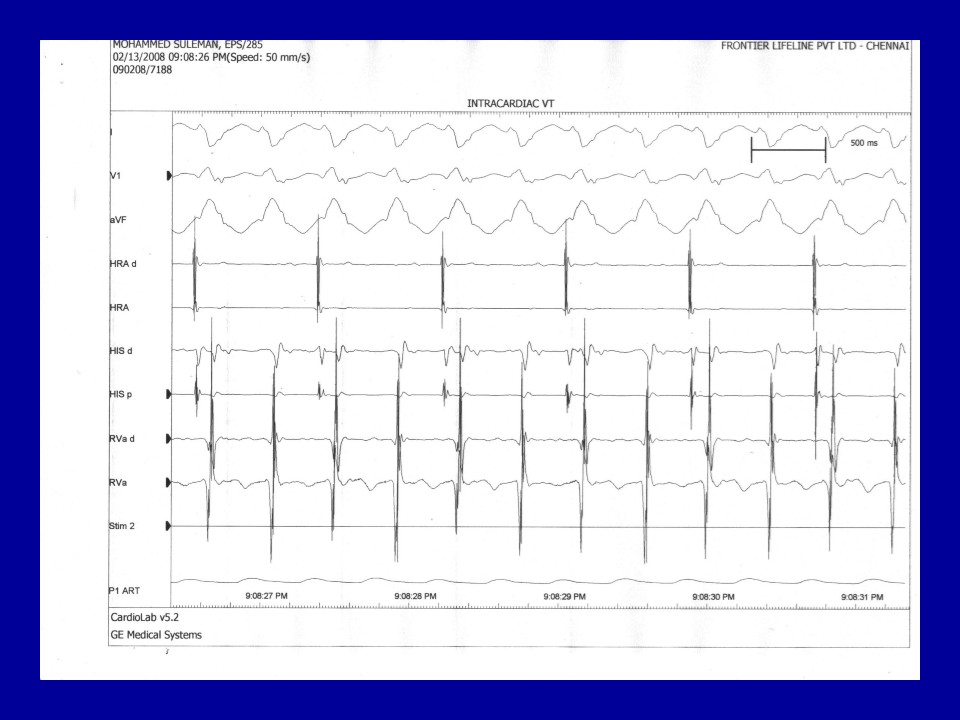 MOHAMMED SULEMAN, EPS/285
FRONTIER LIFELINE PVT LTD - CHENNAI
02/13/2008 09:08:26 PM(Speed: 50 mm/s)
090208/7188
INTRACARDIAC VT
I
500 ms
V1
aVF
HRA d
HRA
HIS d
HIS p
RVa d
RVa
Stim 2
P1 ART
9:08:27 PM 9:08:28 PM 9:08:29 PM 9:08:30 PM 9:08:31 PM
CardioLab v5.2
GE Medical Systems